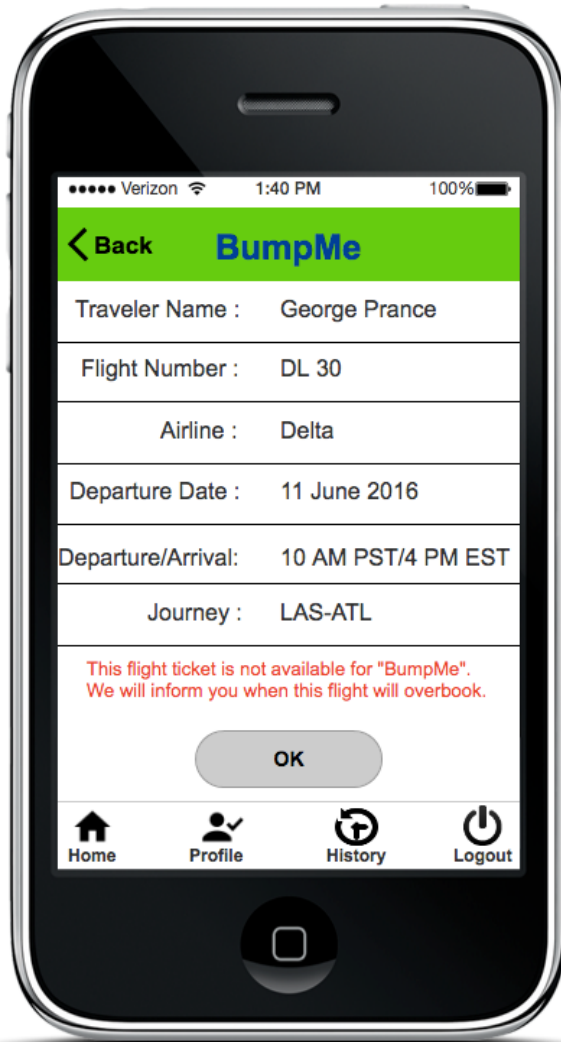 ●●●●● Verizon 1:40 PM 100%
Back BumpMe
Traveler Name : George Prance
Flight Number : DL 30
Airline : Delta
Departure Date : 11 June 2016
Departure/Arrival: 10 AM PST/4 PM EST
Journey : LAS-ATL
This flight ticket is not available for "BumpMe".
We will inform you when this flight will overbook.
OK
Home Profile History Logout